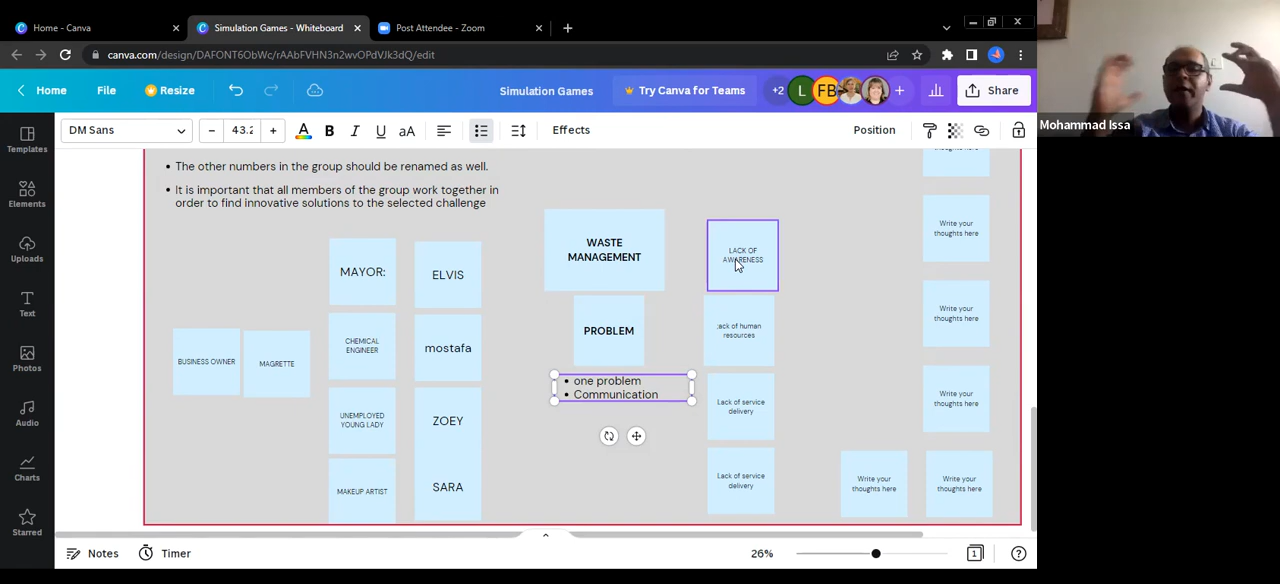 Home - Canva
Simulation Games - Whiteboard
Post Attendee - Zoom
canva.com/design/DAFONT6ObWc/rAAbFVHN3n2wvOPdVJk3dQ/edit
Home
File
Resize
Simulation Games
Try Canva for Teams
+2
L
FB
Share
Mohammad Issa
DM Sans
43.2
B
I
U
aA
Effects
Position
Templates
Elements
Uploads
Text
Photos
Audio
Charts
Starred
The other numbers in the group should be renamed as well.
It is important that all members of the group work together in
order to find innovative solutions to the selected challenge
thoughts here
WASTE
MANAGEMENT
LACK OF
AWARENESS
Write your
thoughts here
MAYOR:
ELVIS
PROBLEM
;ack of human
resources
Write your
thoughts here
BUSINESS OWNER
MAGRETTE
CHEMICAL
ENGINEER
mostafa
one problem
Communication
Lack of service
delivery
Write your
thoughts here
UNEMPLOYED
YOUNG LADY
ZOEY
MAKEUP ARTIST
SARA
Lack of service
delivery
Write your
thoughts here
Write your
thoughts here
Notes
Timer
26%
1
?